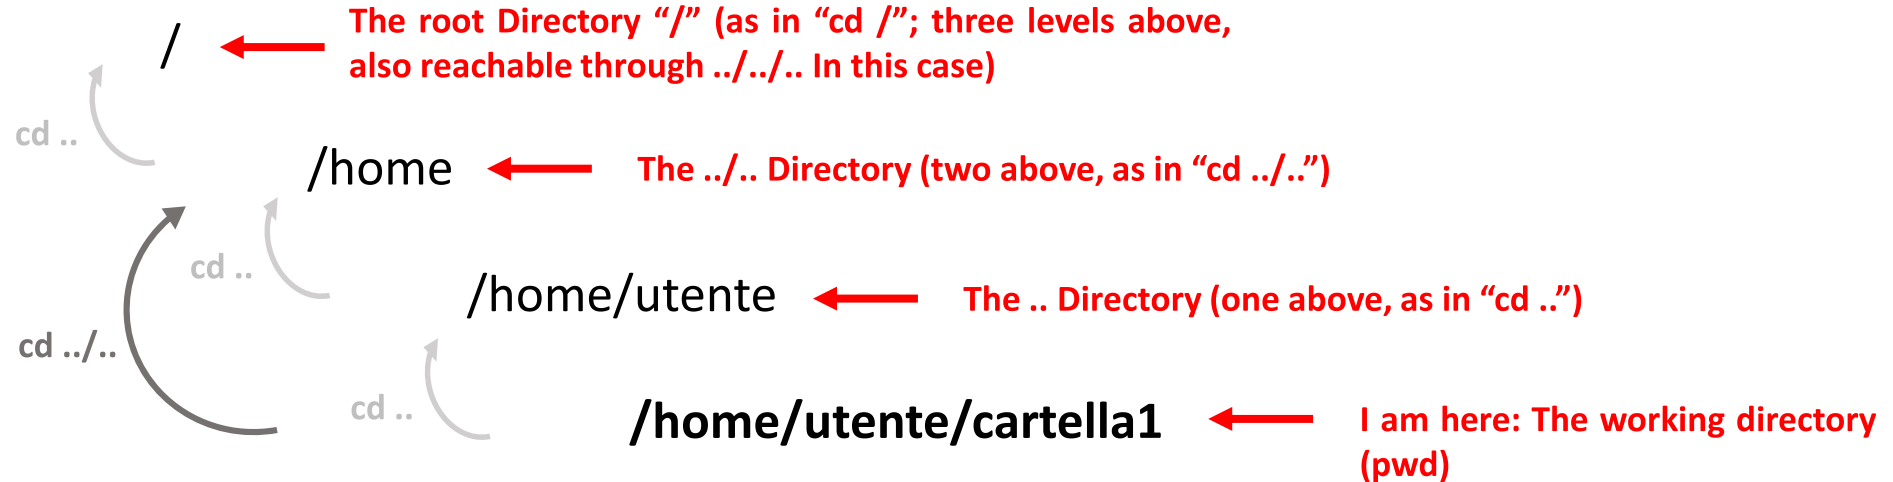 The root Directory “/” (as in “cd /”; three levels above,
/
also reachable through ../../.. In this case)
cd ..
/home
The ../.. Directory (two above, as in “cd ../..”)
cd ..
/home/utente
The .. Directory (one above, as in “cd ..”)
cd ../..
cd ..
/home/utente/cartella1
I am here: The working directory
(pwd)